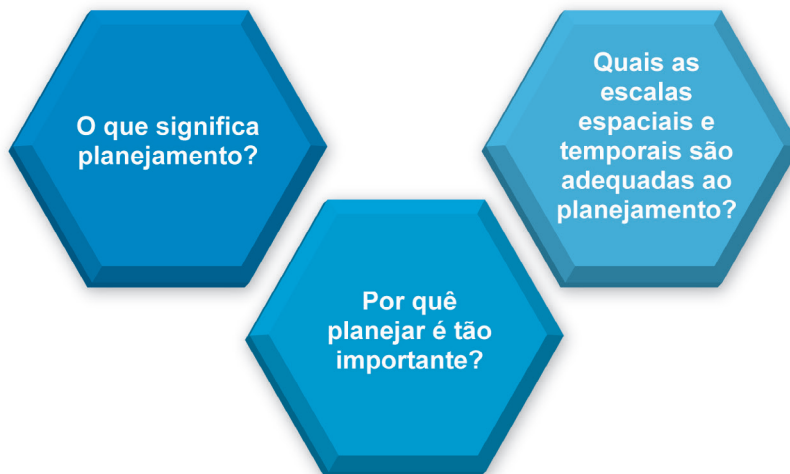 O que significa
planejamento?
Por quê
planejar é tão
importante?
Quais as
escalas
espaciais e
temporais são
adequadas ao
planejamento?